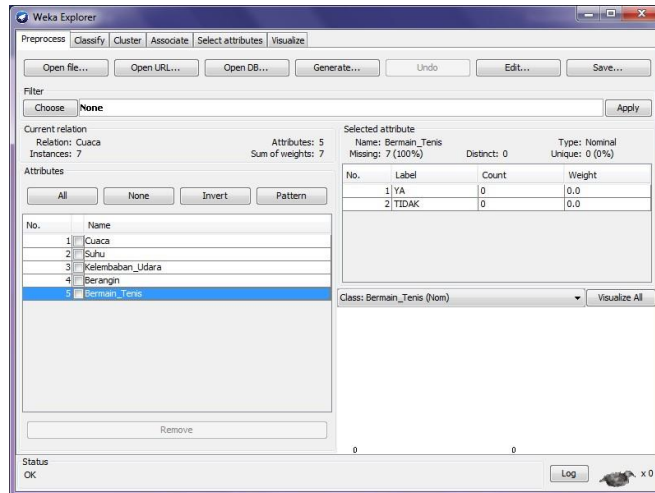 Weka Explorer
Preprocess Classify Cluster Associate Select attributes Visualize
Open file... Open URL... Open DB... Generate... Undo Edit... Save...
Filter
Choose None Apply
Current relation
Relation: Cuaca Attributes: 5
Instances: 7 Sum of weights: 7
Selected attribute
Name: Bermain_Tenis Type: Nominal
Missing: 7 (100%) Distinct: 0 Unique: 0 (0%)
Attributes
All None Invert Pattern
No. Name
1 Cuaca
2 Suhu
3 Kelembaban_Udara
4 Berangin
5 Bermain_Tenis
Remove
No. Label Count Weight
1 YA 0 0.0
2 TIDAK 0 0.0
Class: Bermain_Tenis (Nom) Visualize All
0 0
Status
OK Log x 0